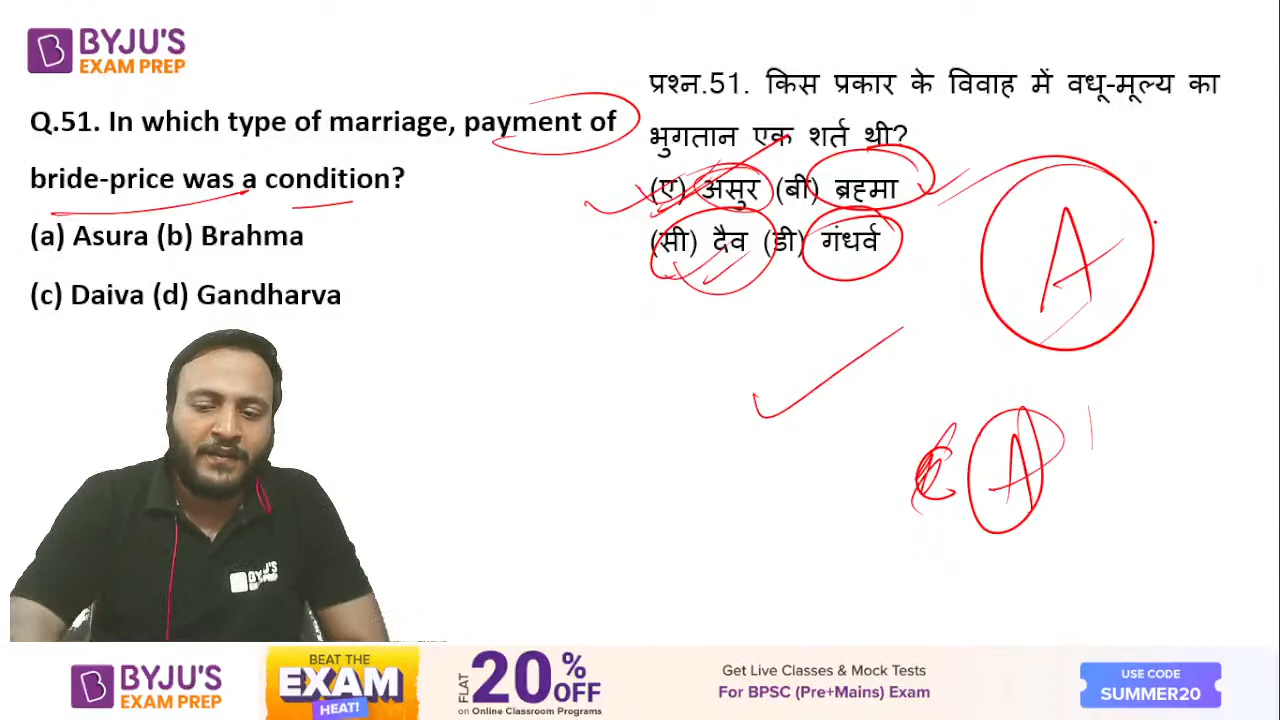 BYJU'S
EXAM PREP
Q.51. In which type of marriage, payment of
bride-price was a condition?
(a) Asura (b) Brahma
(c) Daiva (d) Gandharva
प्रश्न.51. किस प्रकार के विवाह में वधू-मूल्य का
भुगतान एक शर्त थी?
(ए) असुर (बी) ब्रह्मा
(सी) दैव (डी) गंधर्व
A
A
BYJU'S
BYJU'S
EXAM PREP
BEAT THE
EXAM
HEAT!
FLAT 20% OFF
on Online Classroom Programs
Get Live Classes & Mock Tests
For BPSC (Pre+Mains) Exam
USE CODE
SUMMER20